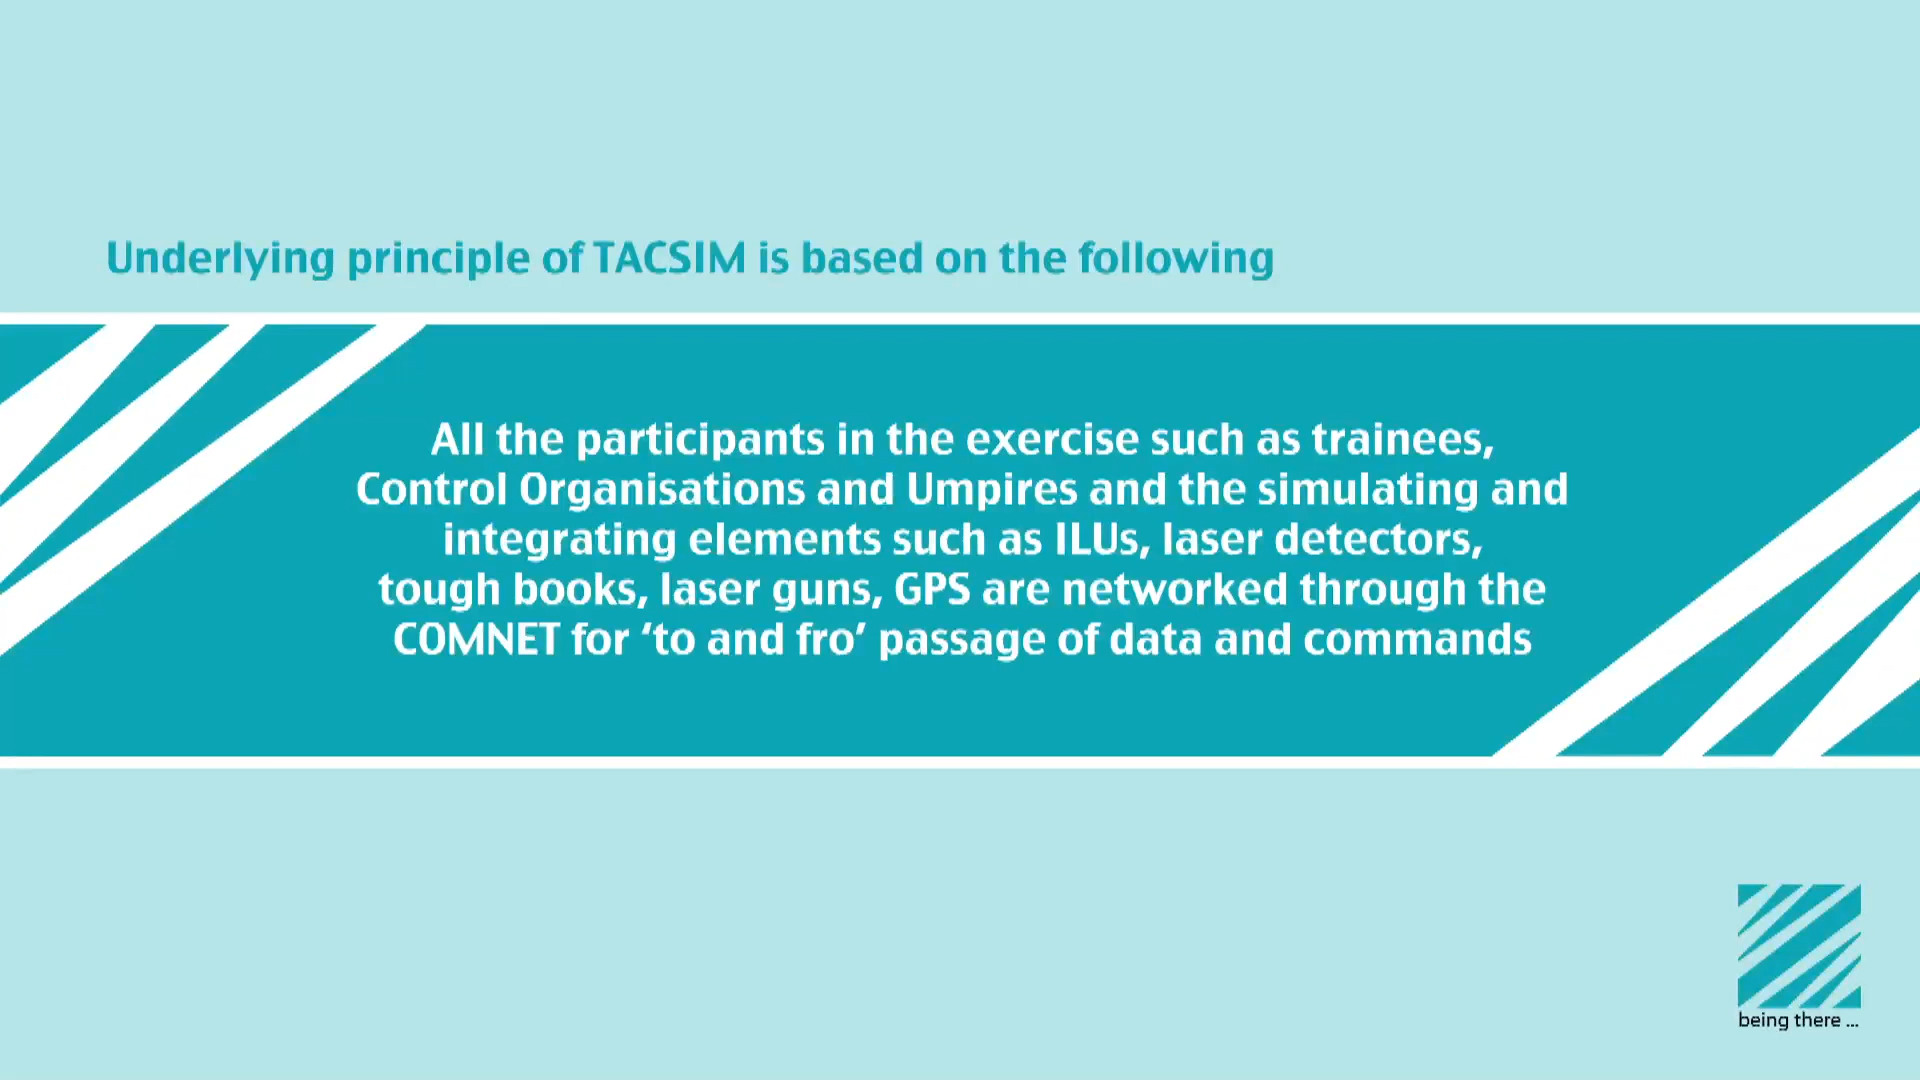 Underlying principle of TACSIM is based on the following
All the participants in the exercise such as trainees,
Control Organisations and Umpires and the simulating and
integrating elements such as ILUs, laser detectors,
tough books, laser guns, GPS are networked through the
COMNET for ‘to and fro’ passage of data and commands
being there ...